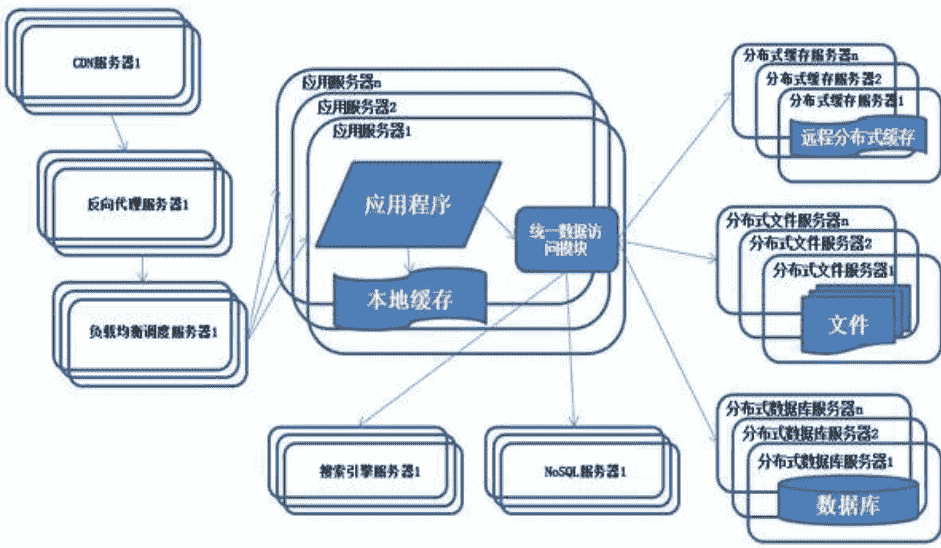 CDN服务器1
反向代理服务器1
负载均衡调度服务器1
应用服务器n
应用服务器2
应用服务器1
应用程序
本地缓存
统一数据访
问模块
搜索引擎服务器1
NoSQL服务器1
分布式缓存服务器n
分布式缓存服务器2
分布式缓存服务器1
远程分布式缓存
分布式文件服务器n
分布式文件服务器2
分布式文件服务器1
文件
分布式数据库服务器n
分布式数据库服务器2
分布式数据库服务器1
数据库